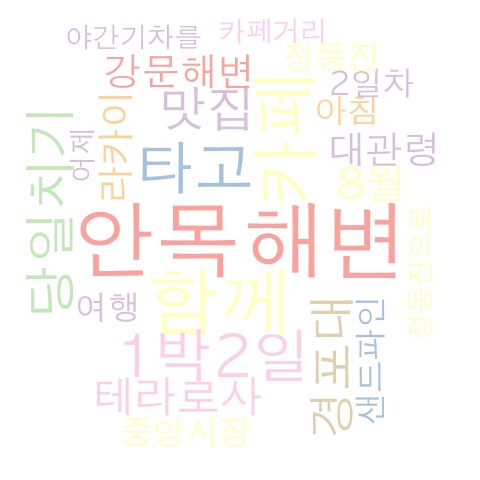 야간기차를 카페거리
정동진
강문해변 2일차
맛집 카페 아침
라카이 어제 대관령
당일치기 타고 8월
안목해변
함께 정동진으로
여행 경포대 샌드파인
1박2일
테라로사
중앙시장